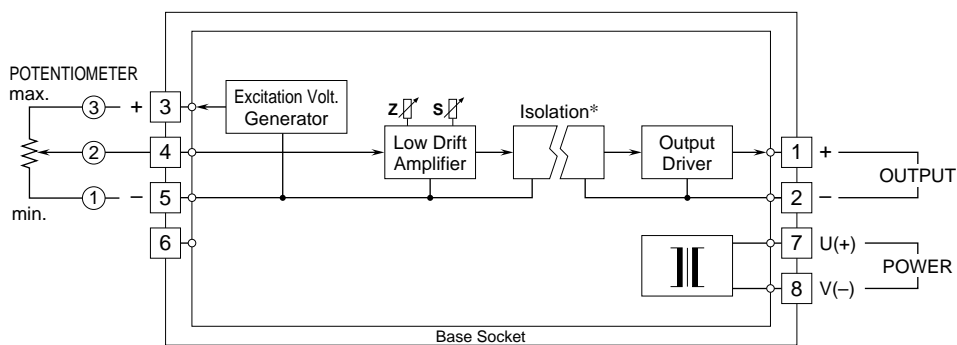 POTENTIOMETER
max.
3 + 3
Excitation Volt.
Generator
Z S
Isolation*
2 4
Low Drift
Amplifier
Output
Driver
1 +
OUTPUT
1 – 5
2 –
min.
6
7 U(+)
POWER
8 V(–)
Base Socket